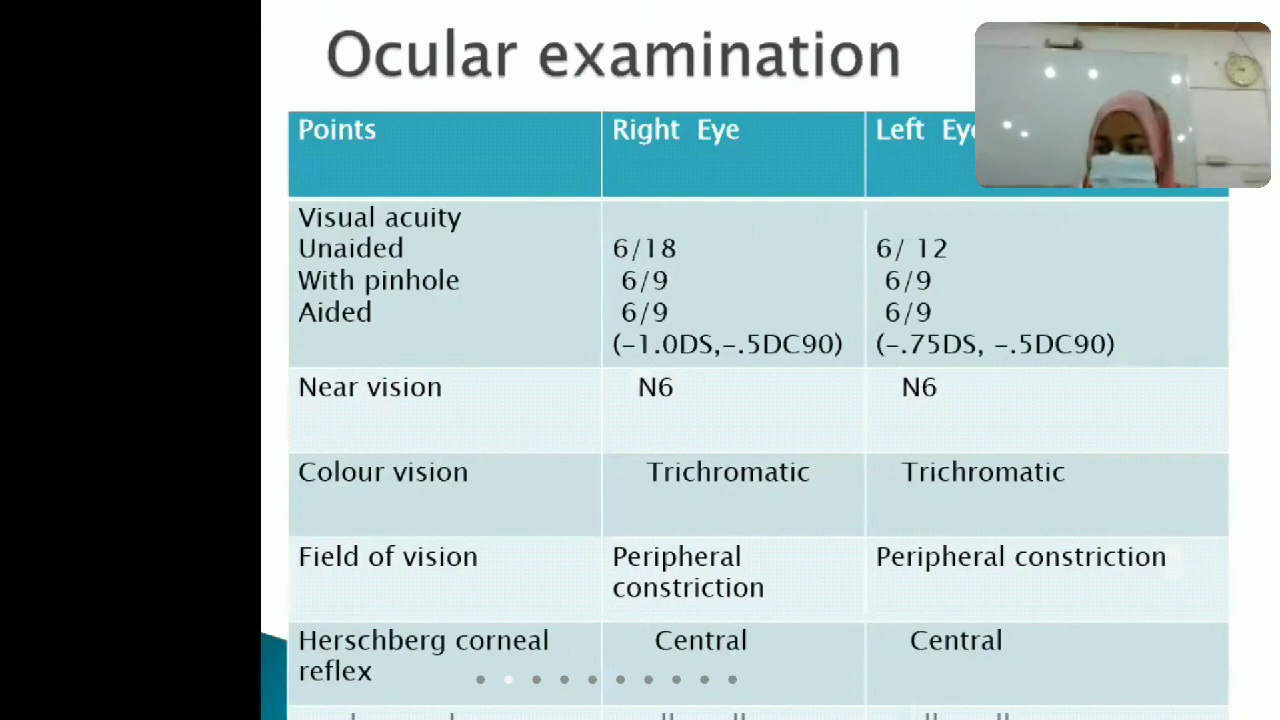 Ocular examination
Points Right Eye Left Eye
Visual acuity
Unaided 6/18 6/ 12
With pinhole 6/9 6/9
Aided 6/9 6/9
(-1.0DS,-.5DC90) (-.75DS, -.5DC90)
Near vision N6 N6
Colour vision Trichromatic Trichromatic
Field of vision Peripheral Peripheral constriction
constriction
Herschberg corneal Central Central
reflex